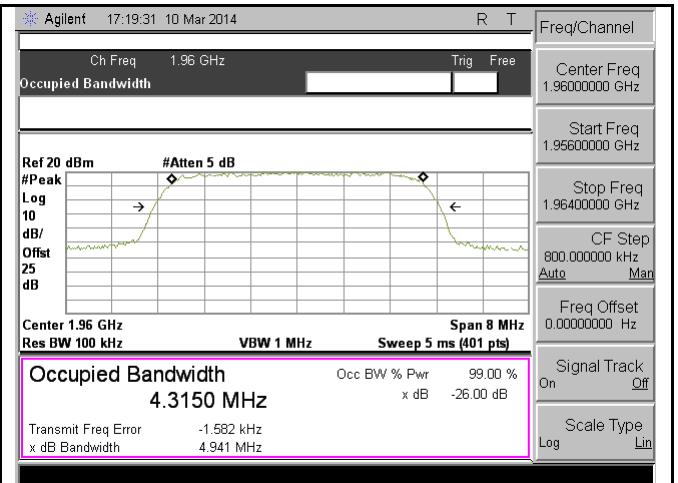 Agilent 17:19:31 10 Mar 2014 R T
Freq/Channel
Ch Freq 1.96 GHz Trig Free
Occupied Bandwidth
Center Freq
1.96000000 GHz
Start Freq
1.95600000 GHz
Stop Freq
1.96400000 GHz
CF Step
800.000000 kHz
Auto Man
Freq Offset
0.00000000 Hz
Signal Track
On Off
Scale Type
Log Lin
Ref 20 dBm #Atten 5 dB
#Peak
Log
10
dB/
Offst
25
dB
Center 1.96 GHz Span 8 MHz
Res BW 100 kHz VBW 1 MHz Sweep 5 ms (401 pts)
Occupied Bandwidth Occ BW % Pwr 99.00 %
4.3150 MHz x dB -26.00 dB
Transmit Freq Error -1.582 kHz
x dB Bandwidth 4.941 MHz